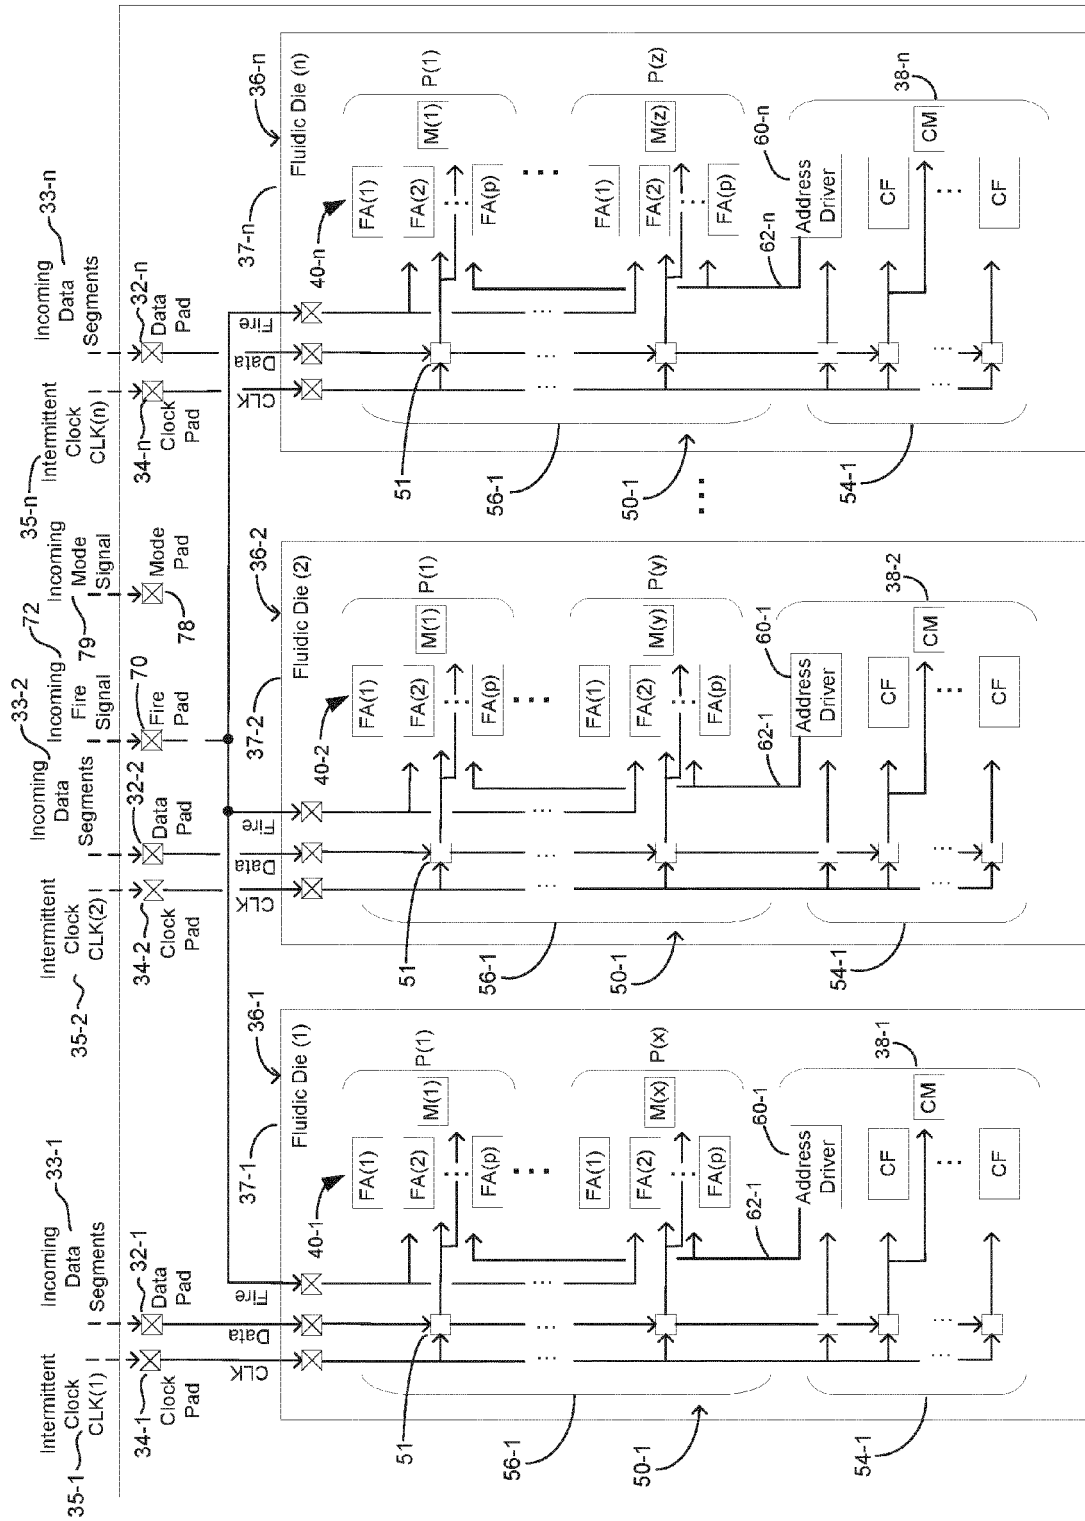 35-1
Intermittent
Clock
CLK(1)
33-1
Incoming
Data
Segments
35-2
Intermittent
Clock
CLK(2)
33-2
Incoming
Data
Segments
72
Incoming
Fire
Signal
79
Incoming
Mode
Signal
35-n
Intermittent
Clock
CLK(n)
33-n
Incoming
Data
Segments
34-1
Clock
Pad
32-1
Data
Pad
34-2
Clock
Pad
32-2
Data
Pad
70
Fire
Pad
78
Mode
Pad
34-n
Clock
Pad
32-n
Data
Pad
CLK
Data
Fire
37-1
36-1
Fluidic Die (1)
40-1
51
FA(1)
FA(2)
FA(p)
M(1)
P(1)
56-1
FA(1)
FA(2)
FA(p)
M(x)
P(x)
50-1
62-1
60-1
Address
Driver
54-1
CF
CF
CM
38-1
CLK
Data
Fire
37-2
36-2
Fluidic Die (2)
40-2
51
FA(1)
FA(2)
FA(p)
M(1)
P(1)
56-1
FA(1)
FA(2)
FA(p)
M(y)
P(y)
50-1
62-1
60-1
Address
Driver
54-1
CF
CF
CM
38-2
CLK
Data
Fire
37-n
36-n
Fluidic Die (n)
40-n
51
FA(1)
FA(2)
FA(p)
M(1)
P(1)
56-1
FA(1)
FA(2)
FA(p)
M(z)
P(z)
50-1
62-n
60-n
Address
Driver
54-1
CF
CF
CM
38-n